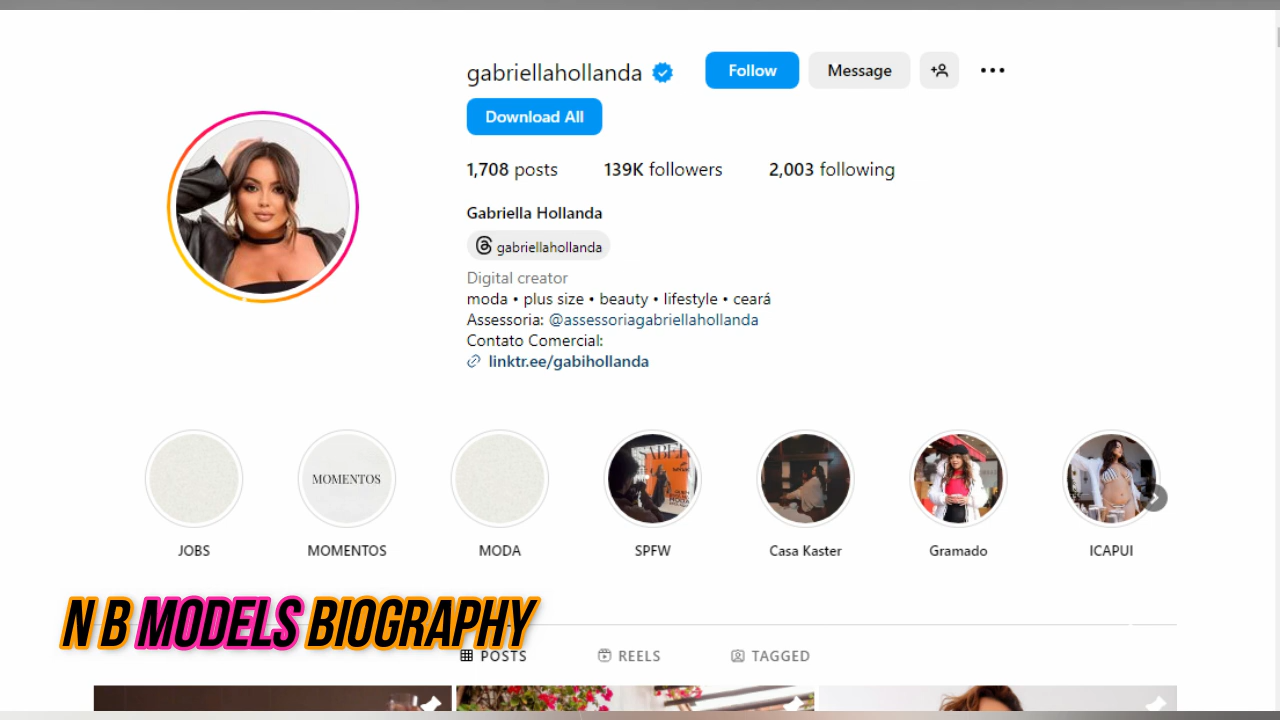 gabriellahollanda Follow Message
Download All
1,708 posts 139K followers 2,003 following
Gabriella Hollanda
gabriellahollanda
Digital creator
moda • plus size • beauty • lifestyle • ceará
Assessoria: @assessoriagabriellahollanda
Contato Comercial:
linktr.ee/gabihollanda
MOMENTOS
JOBS MOMENTOS MODA SPFW Casa Kaster Gramado ICAPUI
N B MODELS BIOGRAPHY
POSTS REELS TAGGED